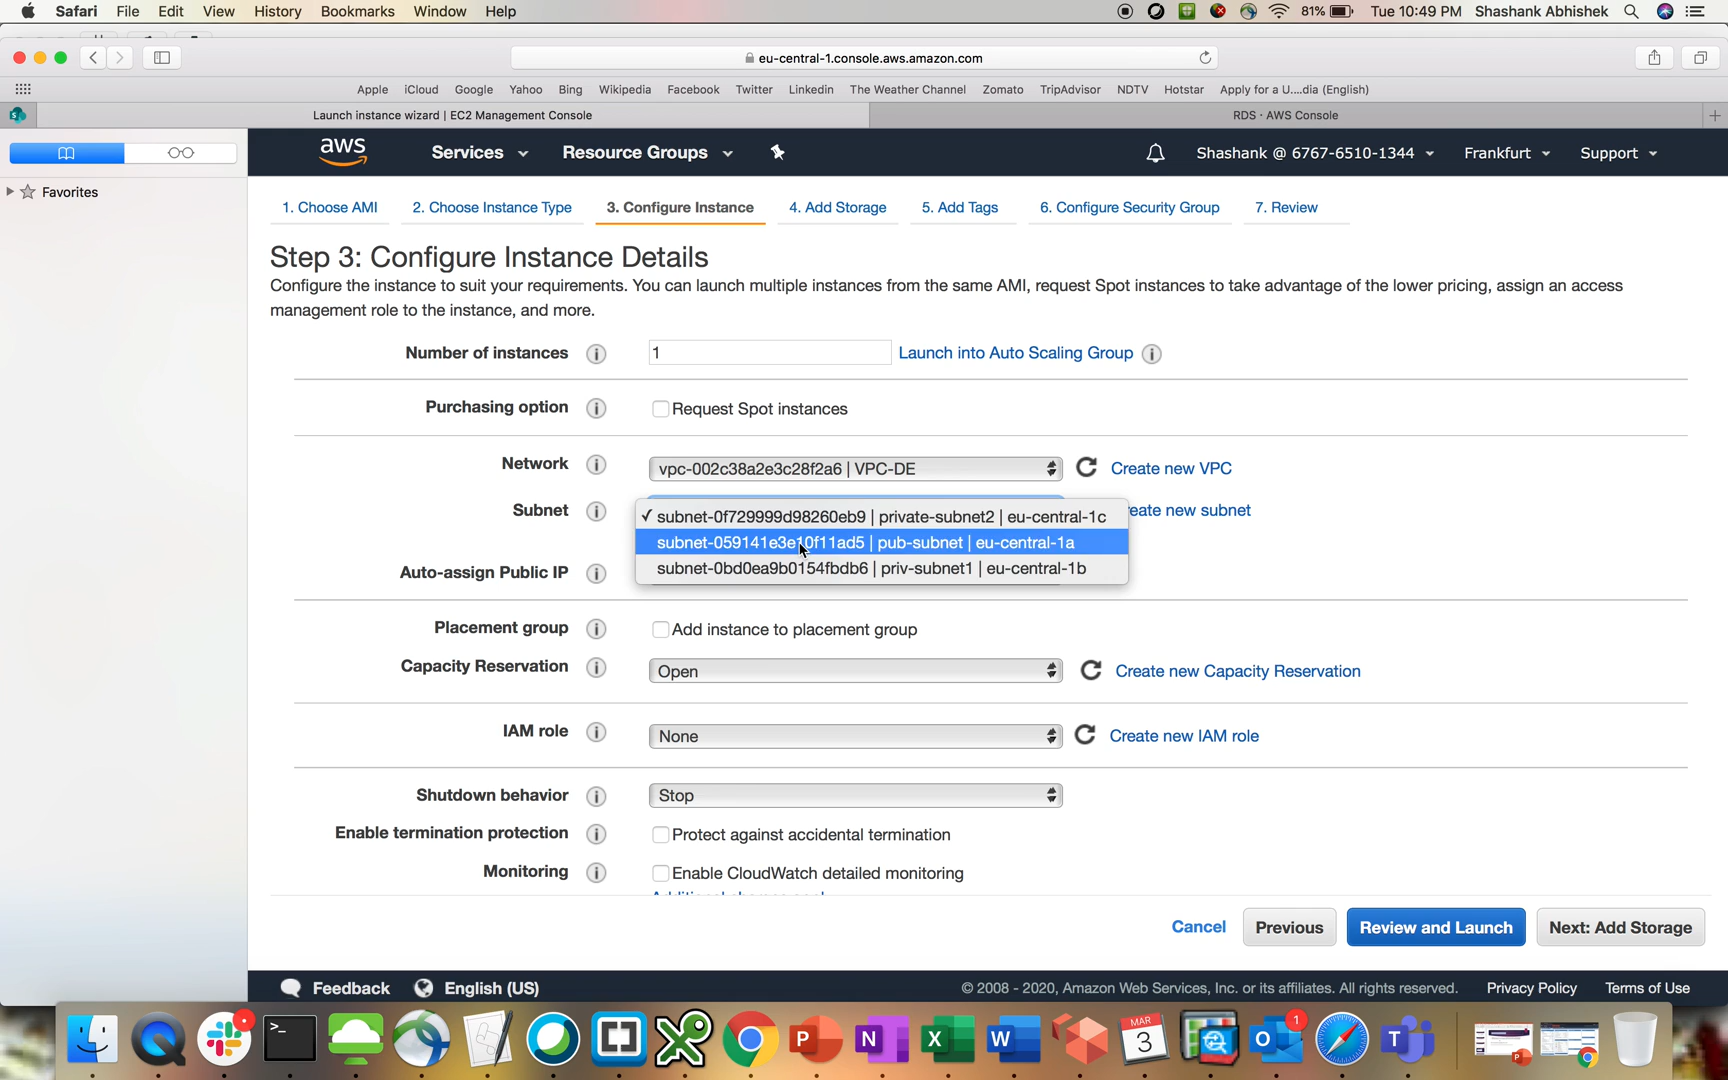 Safari File Edit View History Bookmarks Window Help 81% Tue 10:49 PM Shashank Abhishek
eu-central-1.console.aws.amazon.com
Apple iCloud Google Yahoo Bing Wikipedia Facebook Twitter Linkedin The Weather Channel Zomato TripAdvisor NDTV Hotstar Apply for a U....dia (English)
Launch instance wizard | EC2 Management Console RDS · AWS Console
aws Services Resource Groups Shashank @ 6767-6510-1344 Frankfurt Support
Favorites
1. Choose AMI 2. Choose Instance Type 3. Configure Instance 4. Add Storage 5. Add Tags 6. Configure Security Group 7. Review
Step 3: Configure Instance Details
Configure the instance to suit your requirements. You can launch multiple instances from the same AMI, request Spot instances to take advantage of the lower pricing, assign an access
management role to the instance, and more.
Number of instances i 1 Launch into Auto Scaling Group i
Purchasing option i Request Spot instances
Network i vpc-002c38a2e3c28f2a6 | VPC-DE Create new VPC
Subnet i reate new subnet
✓ subnet-0f729999d98260eb9 | private-subnet2 | eu-central-1c
subnet-059141e3e10f11ad5 | pub-subnet | eu-central-1a
subnet-0bd0ea9b0154fbdb6 | priv-subnet1 | eu-central-1b
Auto-assign Public IP i
Placement group i Add instance to placement group
Capacity Reservation i Open Create new Capacity Reservation
IAM role i None Create new IAM role
Shutdown behavior i Stop
Enable termination protection i Protect against accidental termination
Monitoring i Enable CloudWatch detailed monitoring
Cancel Previous Review and Launch Next: Add Storage
Feedback English (US) © 2008 - 2020, Amazon Web Services, Inc. or its affiliates. All rights reserved. Privacy Policy Terms of Use
>_ P N X W MAR 3 O 1 T